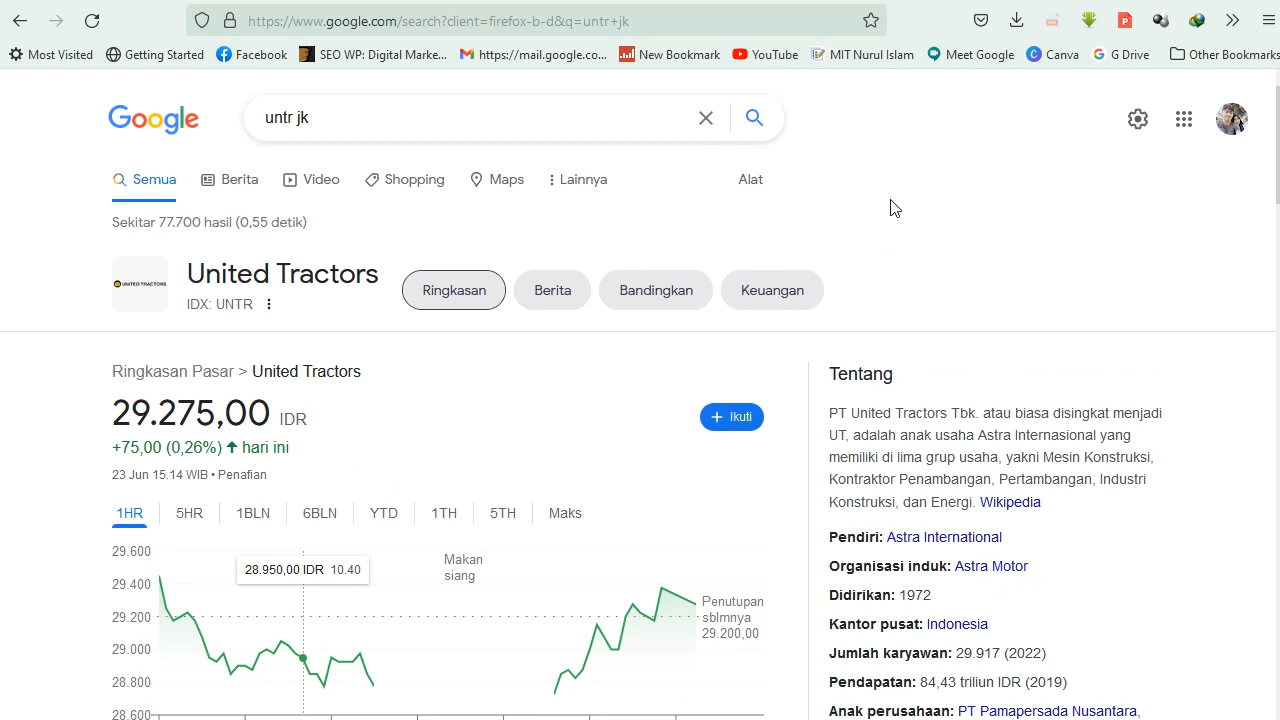 https://www.google.com/search?client=firefox-b-d&q=untr+jk
Most Visited Getting Started Facebook SEO WP: Digital Marke... https://mail.google.co... New Bookmark YouTube MIT Nurul Islam Meet Google Canva G Drive Other Bookmarks
Google untr jk
Semua Berita Video Shopping Maps Lainnya Alat
Sekitar 77.700 hasil (0,55 detik)
UNITED TRACTORS
United Tractors
IDX: UNTR
Ringkasan Berita Bandingkan Keuangan
Ringkasan Pasar > United Tractors
29.275,00 IDR
+ Ikuti
+75,00 (0,26%) hari ini
23 Jun 15.14 WIB • Penafian
1HR 5HR 1BLN 6BLN YTD 1TH 5TH Maks
29.600
29.400
29.200
29.000
28.800
28.600
28.950,00 IDR 10.40
Makan
siang
Penutupan
sblmnya
29.200,00
Tentang
PT United Tractors Tbk. atau biasa disingkat menjadi
UT, adalah anak usaha Astra Internasional yang
memiliki di lima grup usaha, yakni Mesin Konstruksi,
Kontraktor Penambangan, Pertambangan, Industri
Konstruksi, dan Energi. Wikipedia
Pendiri: Astra International
Organisasi induk: Astra Motor
Didirikan: 1972
Kantor pusat: Indonesia
Jumlah karyawan: 29.917 (2022)
Pendapatan: 84,43 triliun IDR (2019)
Anak perusahaan: PT Pamapersada Nusantara,